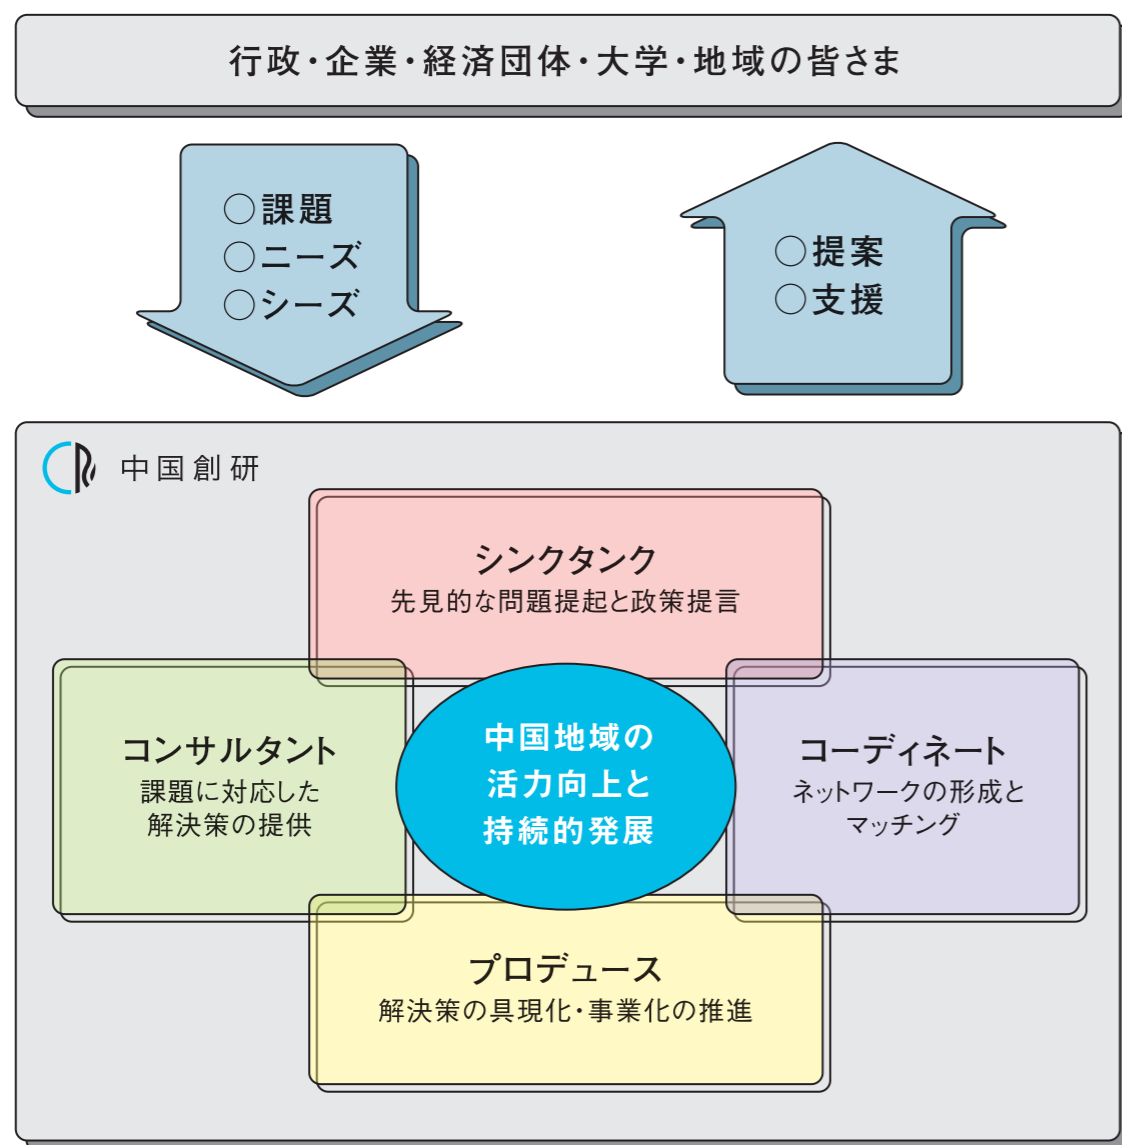 行政・企業・経済団体・大学・地域の皆さま
○課題
○ニーズ
○シーズ
○提案
○支援
中国創研
シンクタンク
先見的な問題提起と政策提言
コンサルタント
課題に対応した
解決策の提供
中国地域の
活力向上と
持続的発展
コーディネート
ネットワークの形成と
マッチング
プロデュース
解決策の具現化・事業化の推進